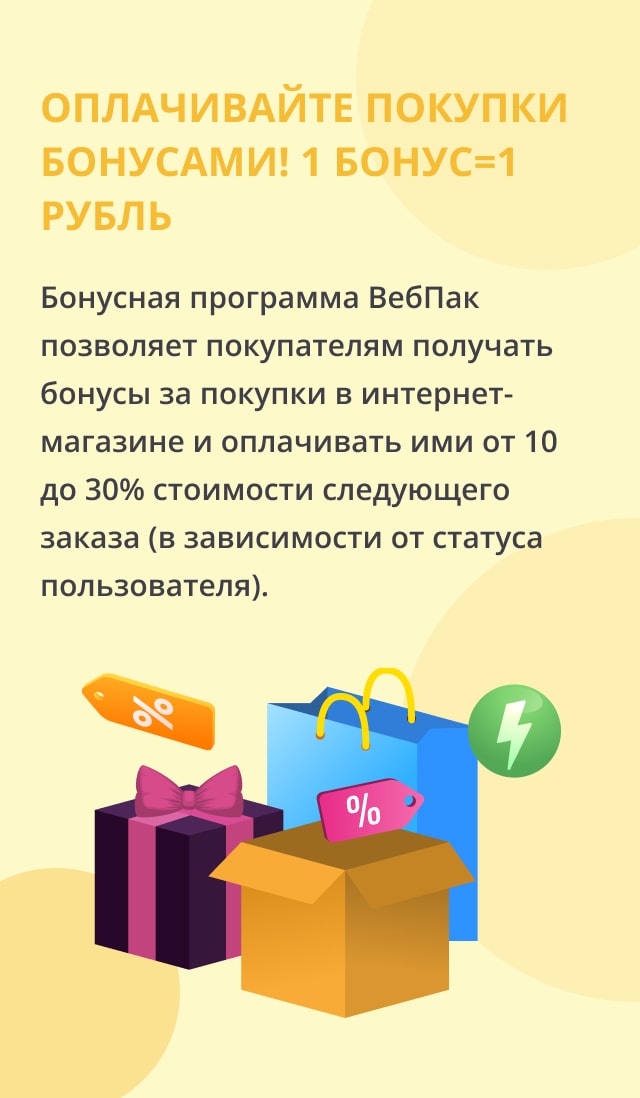 ОПЛАЧИВАЙТЕ ПОКУПКИ
БОНУСАМИ! 1 БОНУС=1
РУБЛЬ
Бонусная программа ВебПак
позволяет покупателям получать
бонусы за покупки в интернет-
магазине и оплачивать ими от 10
до 30% стоимости следующего
заказа (в зависимости от статуса
пользователя).
%
%